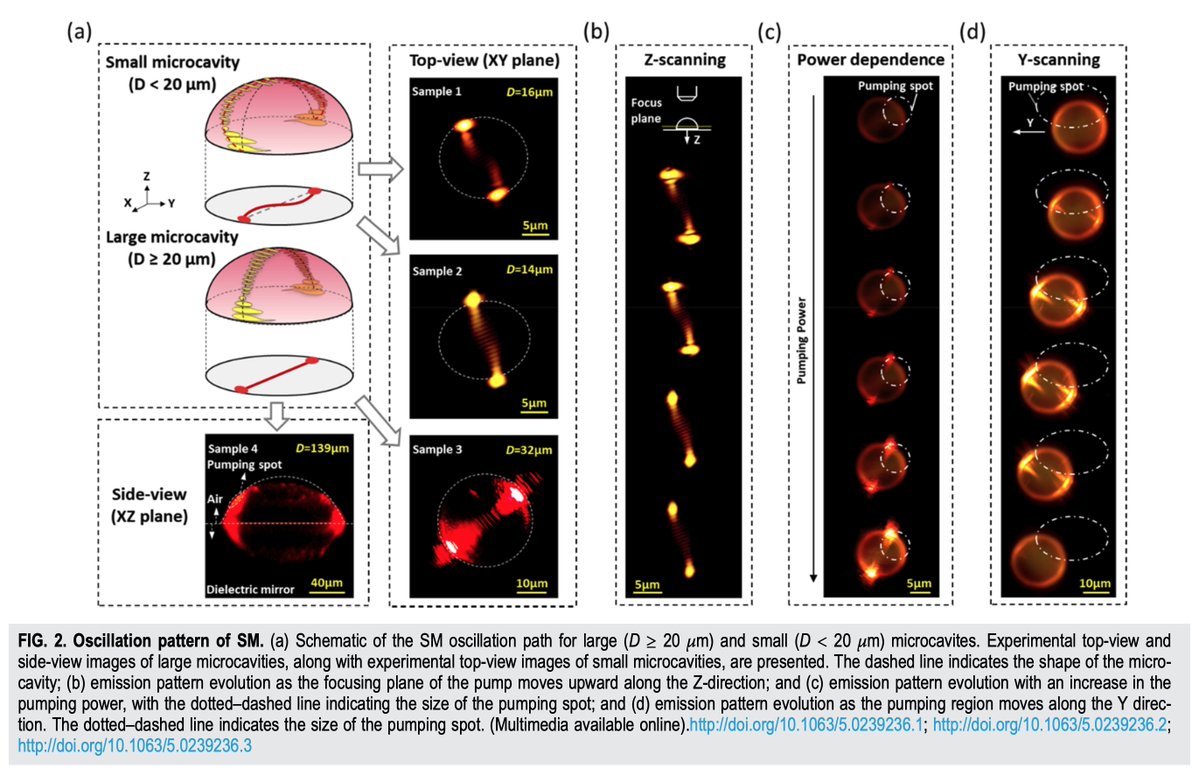 (a)
Small microcavity
(D < 20 μm)
Z
X
Y
Large microcavity
(D ≥ 20 μm)
Side-view
(XZ plane)
Sample 4
D=139μm
Pumping spot
Air
Dielectric mirror
40μm
Top-view (XY plane)
Sample 1
D=16μm
5μm
Sample 2
D=14μm
5μm
Sample 3
D=32μm
10μm
(b)
Z-scanning
Focus
plane
Z
5μm
(c)
Power dependence
Pumping spot
Pumping Power
5μm
(d)
Y-scanning
Pumping spot
Y
10μm
FIG. 2. Oscillation pattern of SM. (a) Schematic of the SM oscillation path for large (D ≥ 20 μm) and small (D < 20 μm) microcavites. Experimental top-view and
side-view images of large microcavities, along with experimental top-view images of small microcavities, are presented. The dashed line indicates the shape of the micro-
cavity; (b) emission pattern evolution as the focusing plane of the pump moves upward along the Z-direction; and (c) emission pattern evolution with an increase in the
pumping power, with the dotted–dashed line indicating the size of the pumping spot; and (d) emission pattern evolution as the pumping region moves along the Y direc-
tion. The dotted–dashed line indicates the size of the pumping spot. (Multimedia available online).http://doi.org/10.1063/5.0239236.1; http://doi.org/10.1063/5.0239236.2;
http://doi.org/10.1063/5.0239236.3